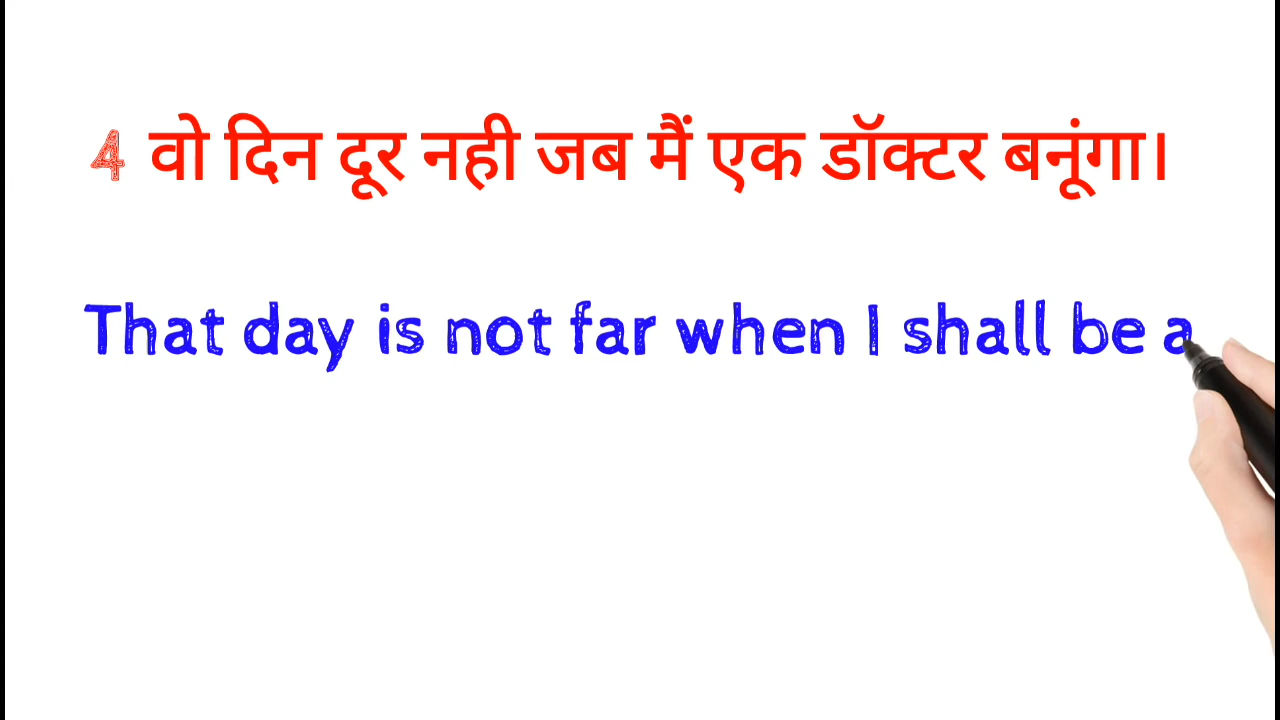 4 वो दिन दूर नही जब मैं एक डॉक्टर बनूंगा।
That day is not far when I shall be a